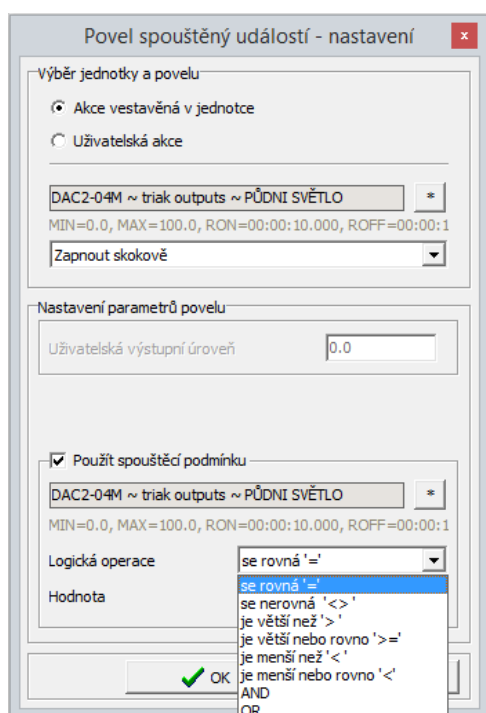 Povel spouštěný událostí - nastavení
x
Výběr jednotky a povelu
Akce vestavěná v jednotce
Uživatelská akce
DAC2-04M ~ triak outputs ~ PŮDNI SVĚTLO
*
MIN=0.0, MAX=100.0, RON=00:00:10.000, ROFF=00:00:1
Zapnout skokově
Nastavení parametrů povelu
Uživatelská výstupní úroveň
0.0
Použít spouštěcí podmínku
DAC2-04M ~ triak outputs ~ PŮDNI SVĚTLO
*
MIN=0.0, MAX=100.0, RON=00:00:10.000, ROFF=00:00:1
Logická operace
se rovná '='
Hodnota
se rovná '='
se nerovná '<>'
je větší než '>'
je větší nebo rovno '>='
je menší než '<'
je menší nebo rovno '<'
AND
OR
OK